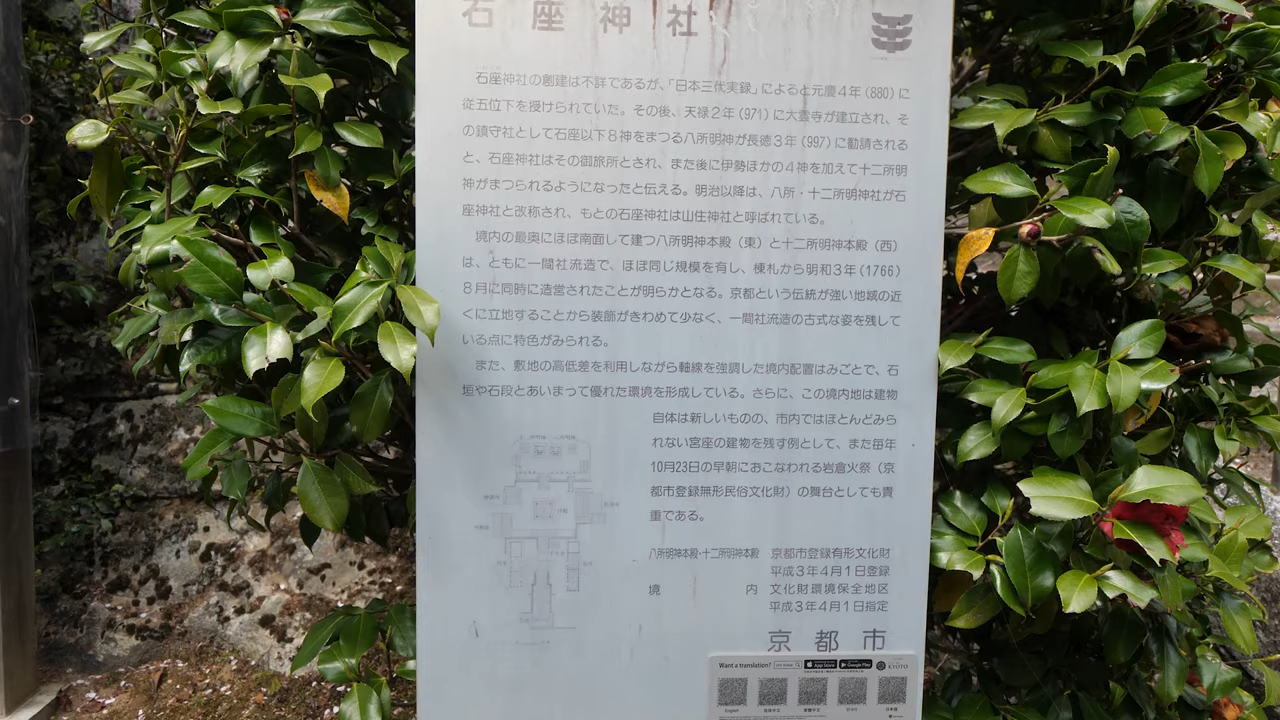 石座神社
石座神社の創建は不詳であるが、「日本三代実録」によると元慶4年(880)に
従五位下を授けられていた。その後、天禄2年(971)に大雲寺が建立され、そ
の鎮守社として石座以下8神をまつる八所明神が長徳3年(997)に勧請される
と、石座神社はその御旅所とされ、また後に伊勢ほかの4神を加えて十二所明
神がまつられるようになったと伝える。明治以降は、八所・十二所明神社が石
座神社と改称され、もとの石座神社は山住神社と呼ばれている。
境内の最奥にほぼ南面して建つ八所明神本殿(東)と十二所明神本殿(西)
は、ともに一間社流造で、ほぼ同じ規模を有し、棟札から明和3年(1766)
8月に同時に造営されたことが明らかとなる。京都という伝統が強い地域の近
くに立地することから装飾がきわめて少なく、一間社流造の古式な姿を残して
いる点に特色がみられる。
また、敷地の高低差を利用しながら軸線を強調した境内配置はみごとで、石
垣や石段とあいまって優れた環境を形成している。さらに、この境内地は建物
自体は新しいものの、市内ではほとんどみら
れない宮座の建物を残す例として、また毎年
10月23日の早朝におこなわれる岩倉火祭(京
都市登録無形民俗文化財)の舞台としても貴
重である。
八所明神本殿・十二所明神本殿 京都市登録有形文化財
平成3年4月1日登録
境内 文化財環境保全地区
平成3年4月1日指定
京都市
Want a translation?
App Store
Google Play
KYOTO
English
简体中文
繁體中文
한국어
日本語